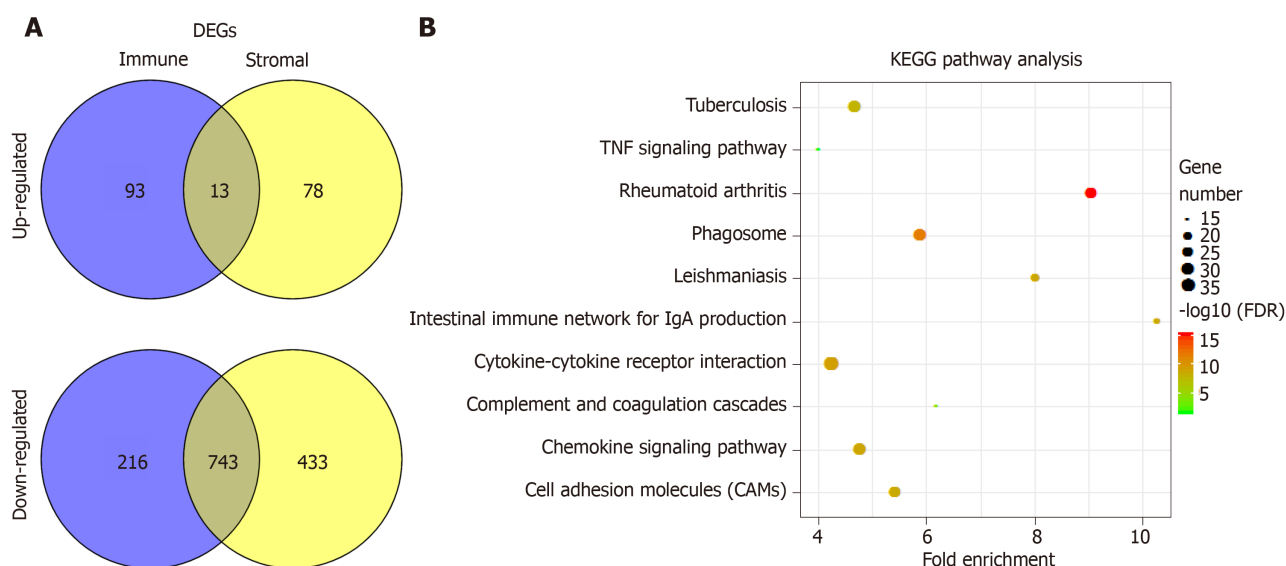 A
DEGs
Immune Stromal
Up-regulated
93 13 78
Down-regulated
216 743 433
B
KEGG pathway analysis
Tuberculosis
TNF signaling pathway
Rheumatoid arthritis
Phagosome
Leishmaniasis
Intestinal immune network for IgA production
Cytokine-cytokine receptor interaction
Complement and coagulation cascades
Chemokine signaling pathway
Cell adhesion molecules (CAMs)
4 6 8 10
Fold enrichment
Gene
number
15
20
25
30
35
-log10 (FDR)
15
10
5